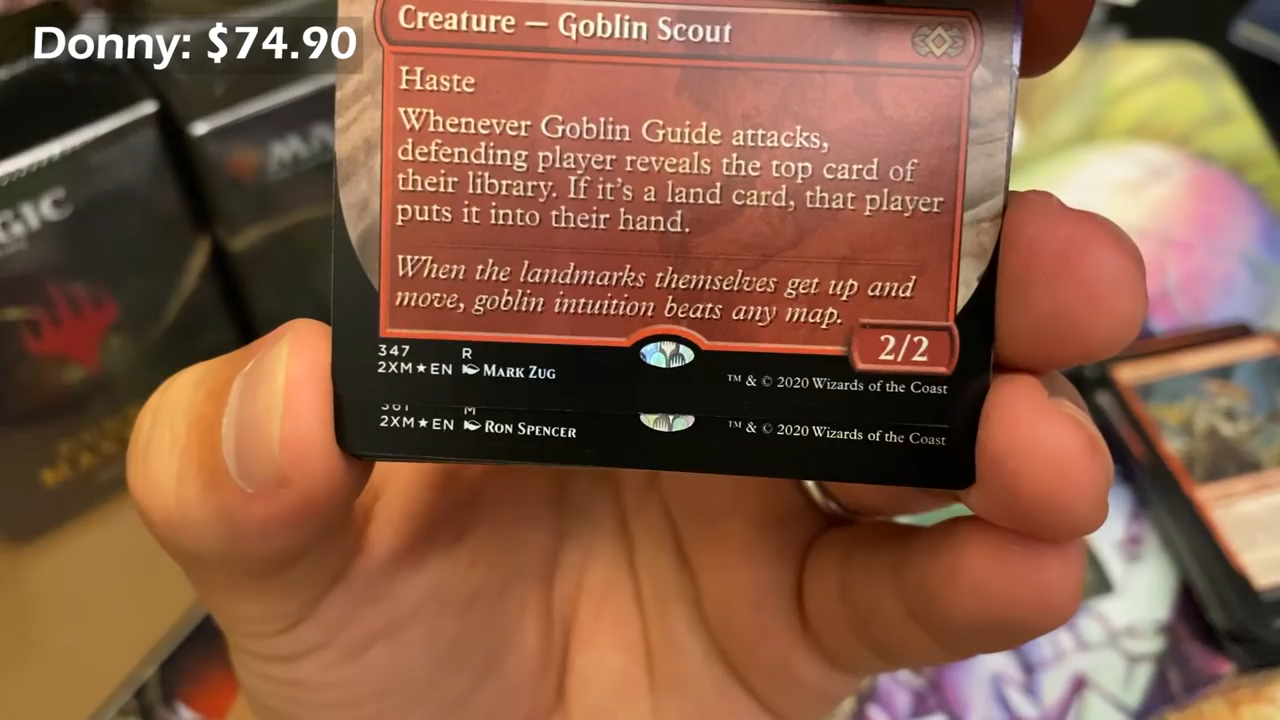 Donny: $74.90
Creature — Goblin Scout
Haste
Whenever Goblin Guide attacks,
defending player reveals the top card of
their library. If it's a land card, that player
puts it into their hand.
When the landmarks themselves get up and
move, goblin intuition beats any map.
2/2
347 R
2XM★EN Mark Zug
™ & © 2020 Wizards of the Coast
361 M
2XM★EN Ron Spencer
™ & © 2020 Wizards of the Coast